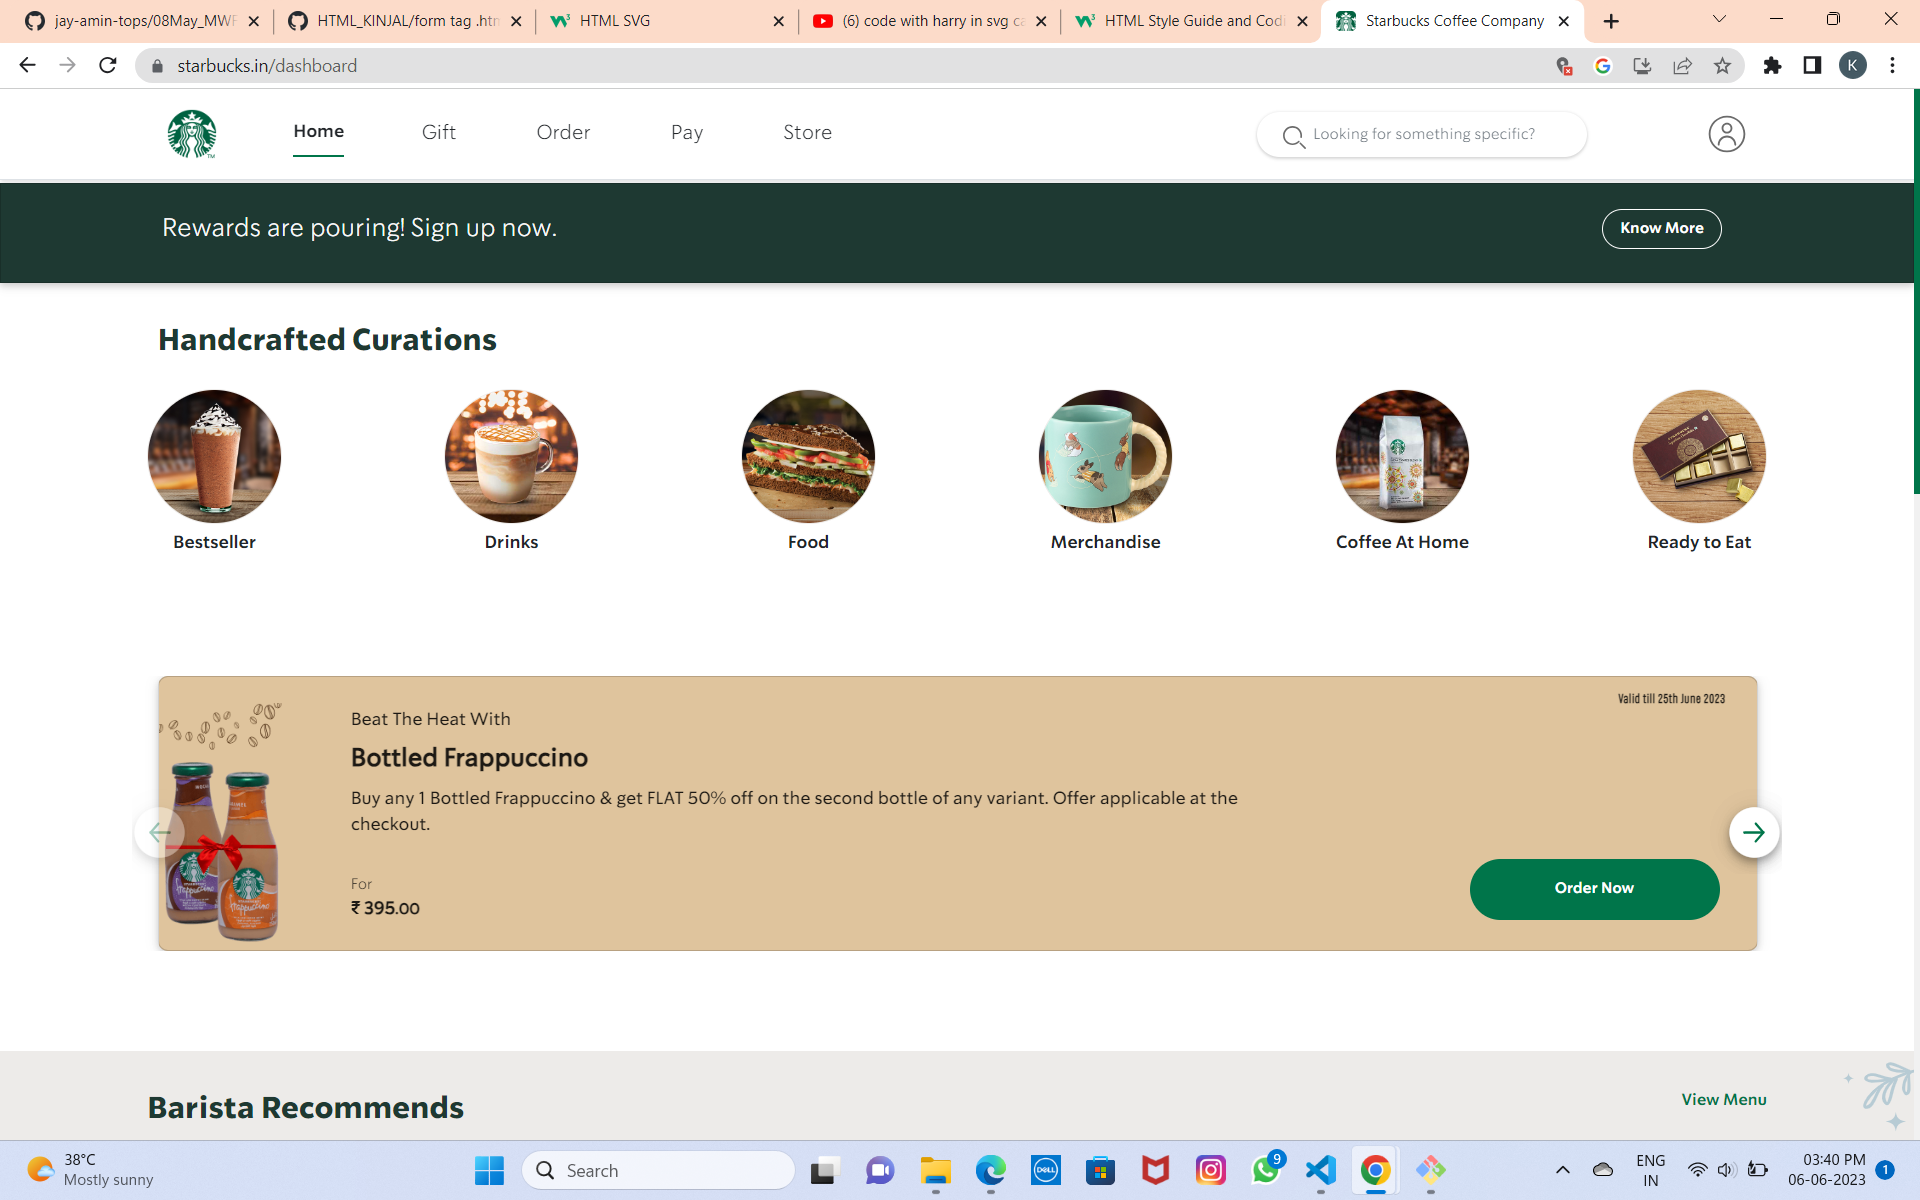 jay-amin-tops/08May_MWF
HTML_KINJAL/form tag .htm
HTML SVG
(6) code with harry in svg ca
HTML Style Guide and Codi
Starbucks Coffee Company
starbucks.in/dashboard
K
Home
Gift
Order
Pay
Store
Looking for something specific?
Rewards are pouring! Sign up now.
Know More
Handcrafted Curations
Bestseller
Drinks
Food
Merchandise
Coffee At Home
Ready to Eat
Valid till 25th June 2023
Beat The Heat With
Bottled Frappuccino
Buy any 1 Bottled Frappuccino & get FLAT 50% off on the second bottle of any variant. Offer applicable at the
checkout.
For
₹ 395.00
Order Now
Barista Recommends
View Menu
38°C
Mostly sunny
Search
DELL
9
ENG
IN
03:40 PM
06-06-2023
1